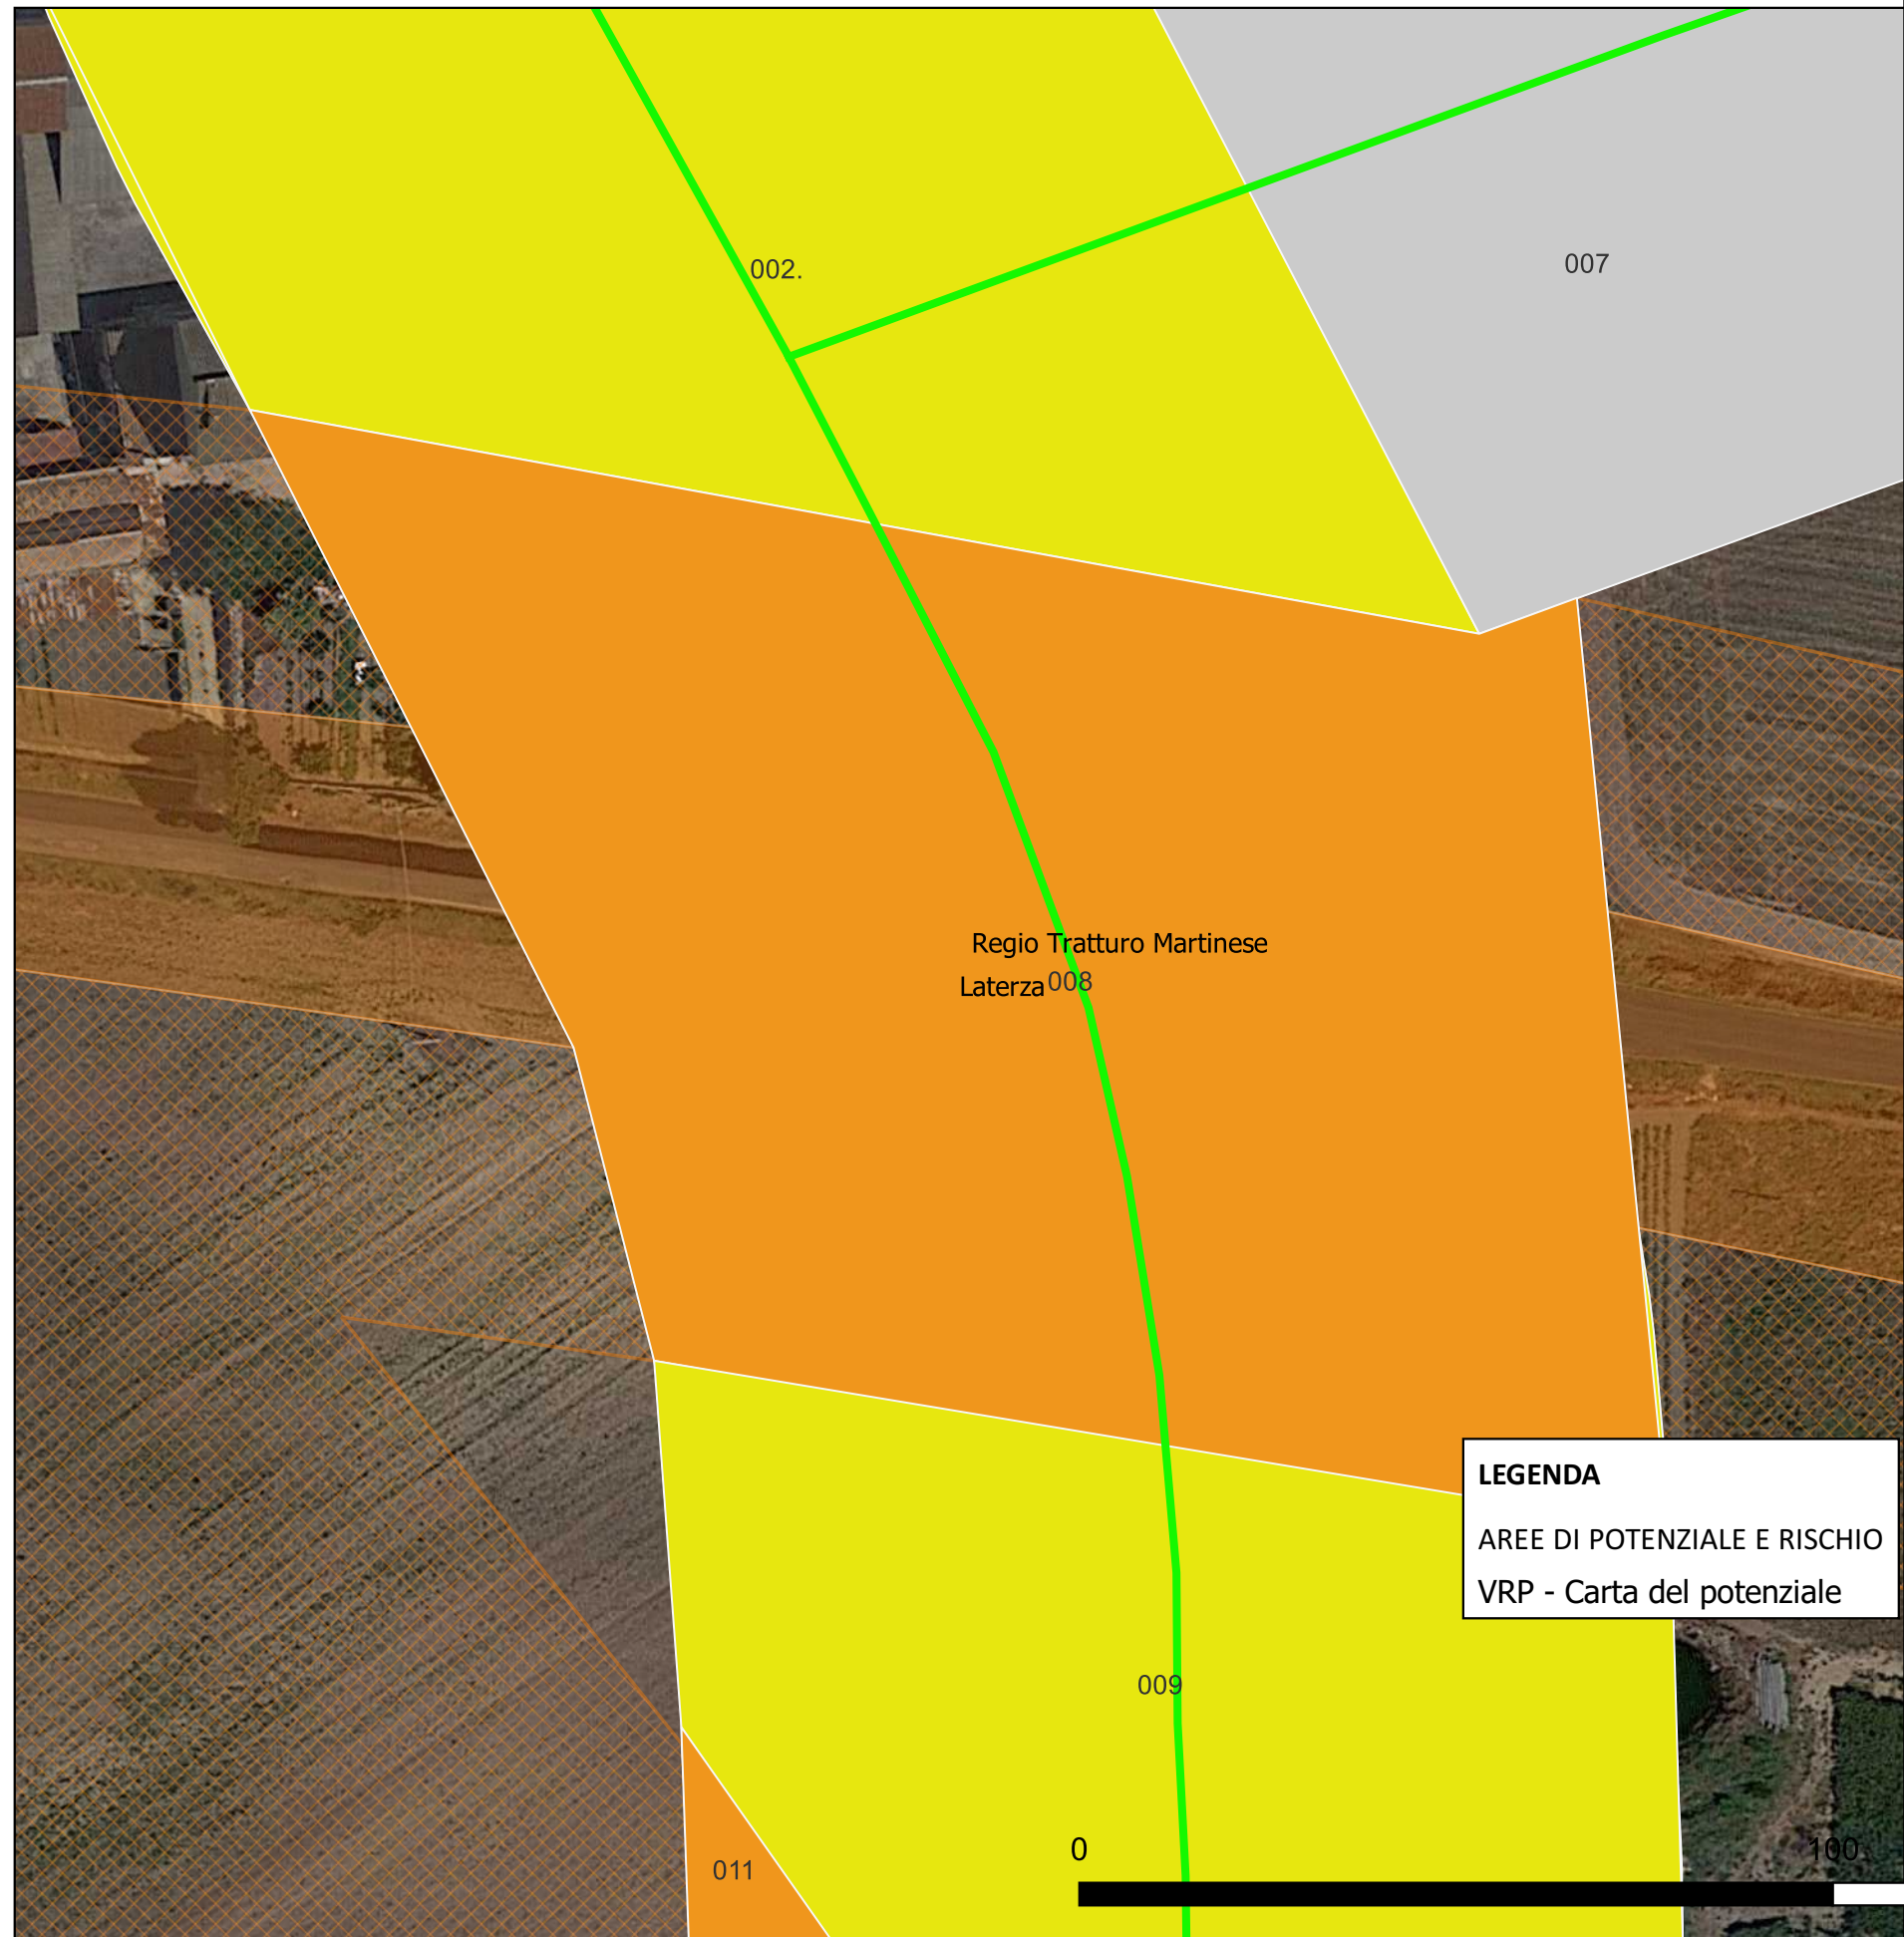 002.
007
Regio Tratturo Martinese
Laterza
008
LEGENDA
AREE DI POTENZIALE E RISCHIO
VRP - Carta del potenziale
009
011
0
100